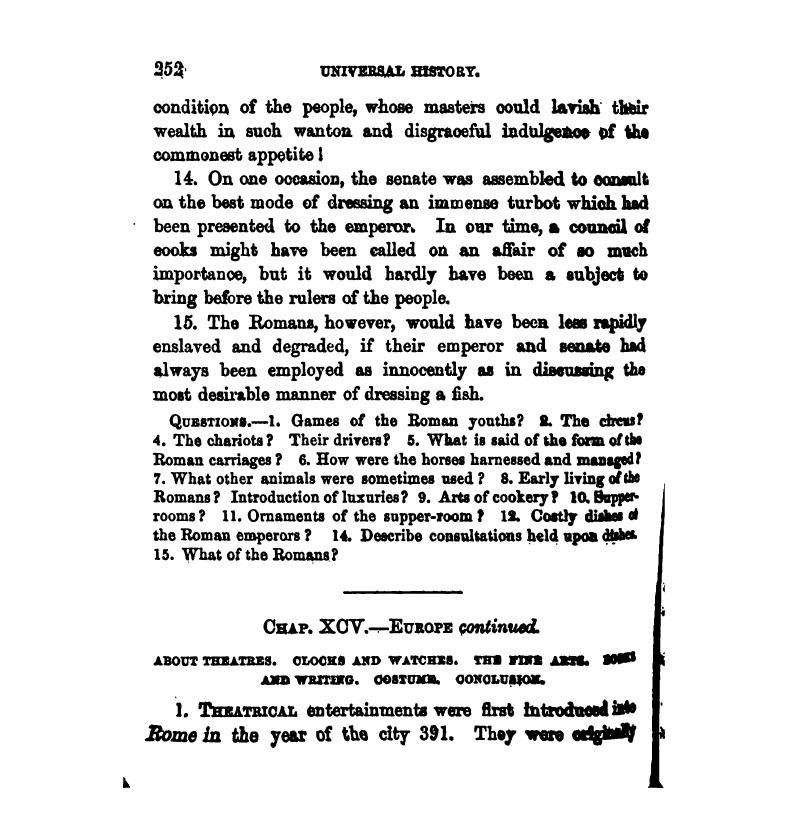 252 UNIVERSAL HISTORY.
condition of the people, whose masters could lavish their
wealth in such wanton and disgraceful indulgence of the
commonest appetite!
14. On one occasion, the senate was assembled to consult
on the best mode of dressing an immense turbot which had
been presented to the emperor. In our time, a council of
cooks might have been called on an affair of so much
importance, but it would hardly have been a subject to
bring before the rulers of the people.
15. The Romans, however, would have been less rapidly
enslaved and degraded, if their emperor and senate had
always been employed as innocently as in discussing the
most desirable manner of dressing a fish.
QUESTIONS.—1. Games of the Roman youths? 2. The circus?
4. The chariots? Their drivers? 5. What is said of the form of the
Roman carriages? 6. How were the horses harnessed and managed?
7. What other animals were sometimes used? 8. Early living of the
Romans? Introduction of luxuries? 9. Arts of cookery? 10. Supper-
rooms? 11. Ornaments of the supper-room? 12. Costly dishes of
the Roman emperors? 14. Describe consultations held upon dishes.
15. What of the Romans?
CHAP. XCV.—EUROPE continued.
ABOUT THEATRES. CLOCKS AND WATCHES. THE FINE ARTS. BOOKS
AND WRITING. COSTUME. CONCLUSION.
1. THEATRICAL entertainments were first introduced into
Rome in the year of the city 391. They were originally